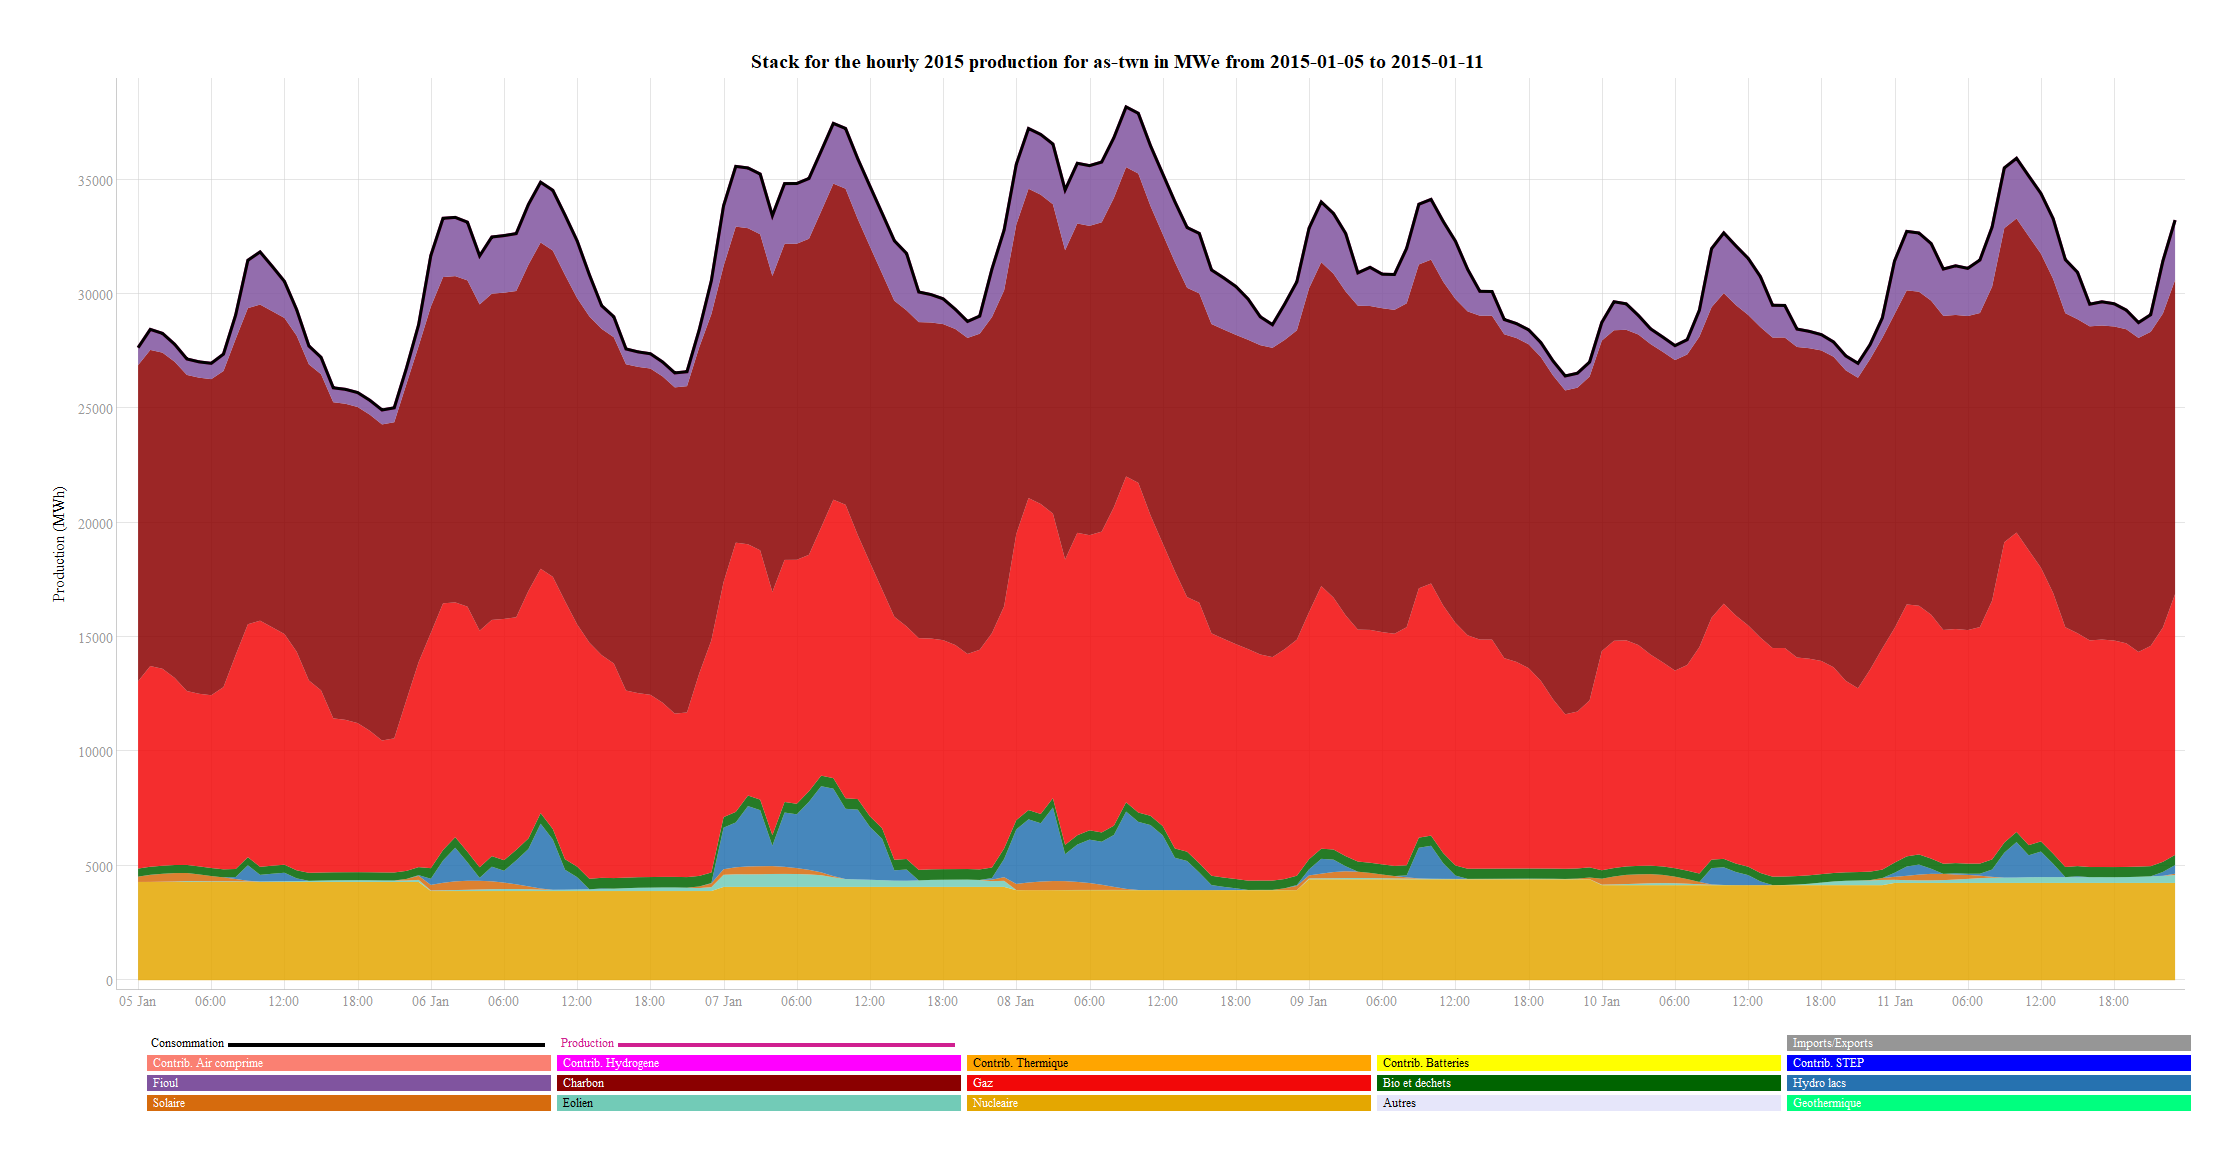 Stack for the hourly 2015 production for as-twn in MWe from 2015-01-05 to 2015-01-11
Production (MWh)
35000
30000
25000
20000
15000
10000
5000
0
05 Jan 06:00 12:00 18:00 06 Jan 06:00 12:00 18:00 07 Jan 06:00 12:00 18:00 08 Jan 06:00 12:00 18:00 09 Jan 06:00 12:00 18:00 10 Jan 06:00 12:00 18:00 11 Jan 06:00 12:00 18:00
Consommation Production Imports/Exports
Contrib. Air comprime Contrib. Hydrogene Contrib. Thermique Contrib. Batteries Contrib. STEP
Fioul Charbon Gaz Bio et dechets Hydro lacs
Solaire Eolien Nucleaire Autres Geothermique